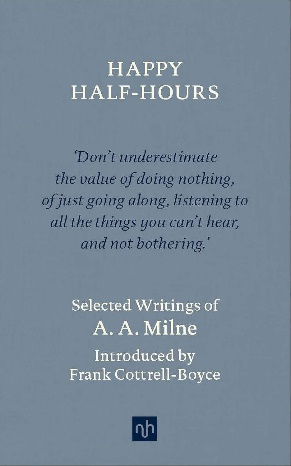 HAPPY
HALF-HOURS
‘Don’t underestimate
the value of doing nothing,
of just going along, listening to
all the things you can’t hear,
and not bothering.’
Selected Writings of
A. A. Milne
Introduced by
Frank Cottrell-Boyce
nh